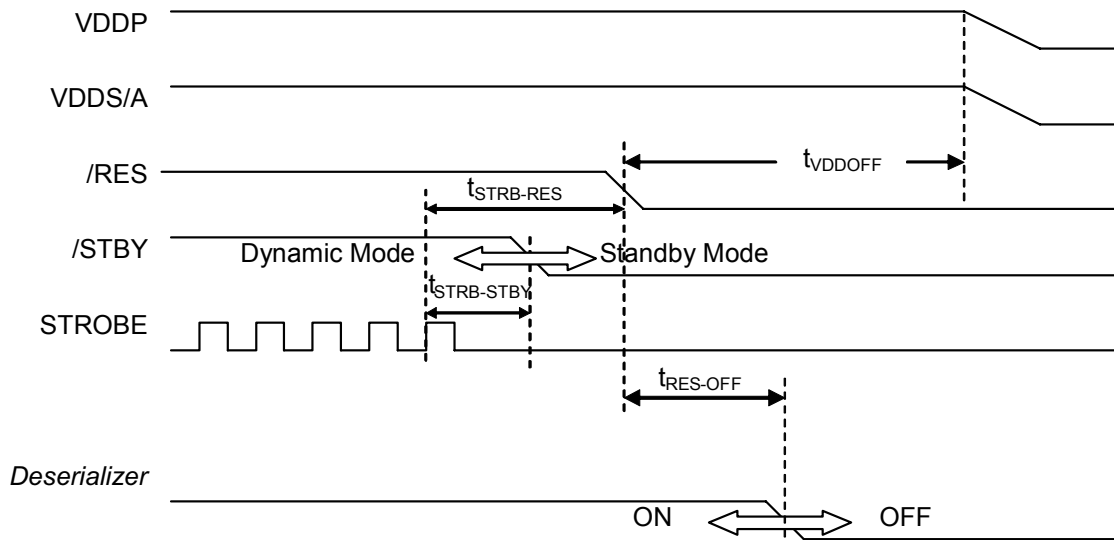 VDDP
VDDS/A
/RES
tVDDOFF
tSTRB-RES
/STBY
Dynamic Mode
Standby Mode
tSTRB-STBY
STROBE
tRES-OFF
Deserializer
ON
OFF